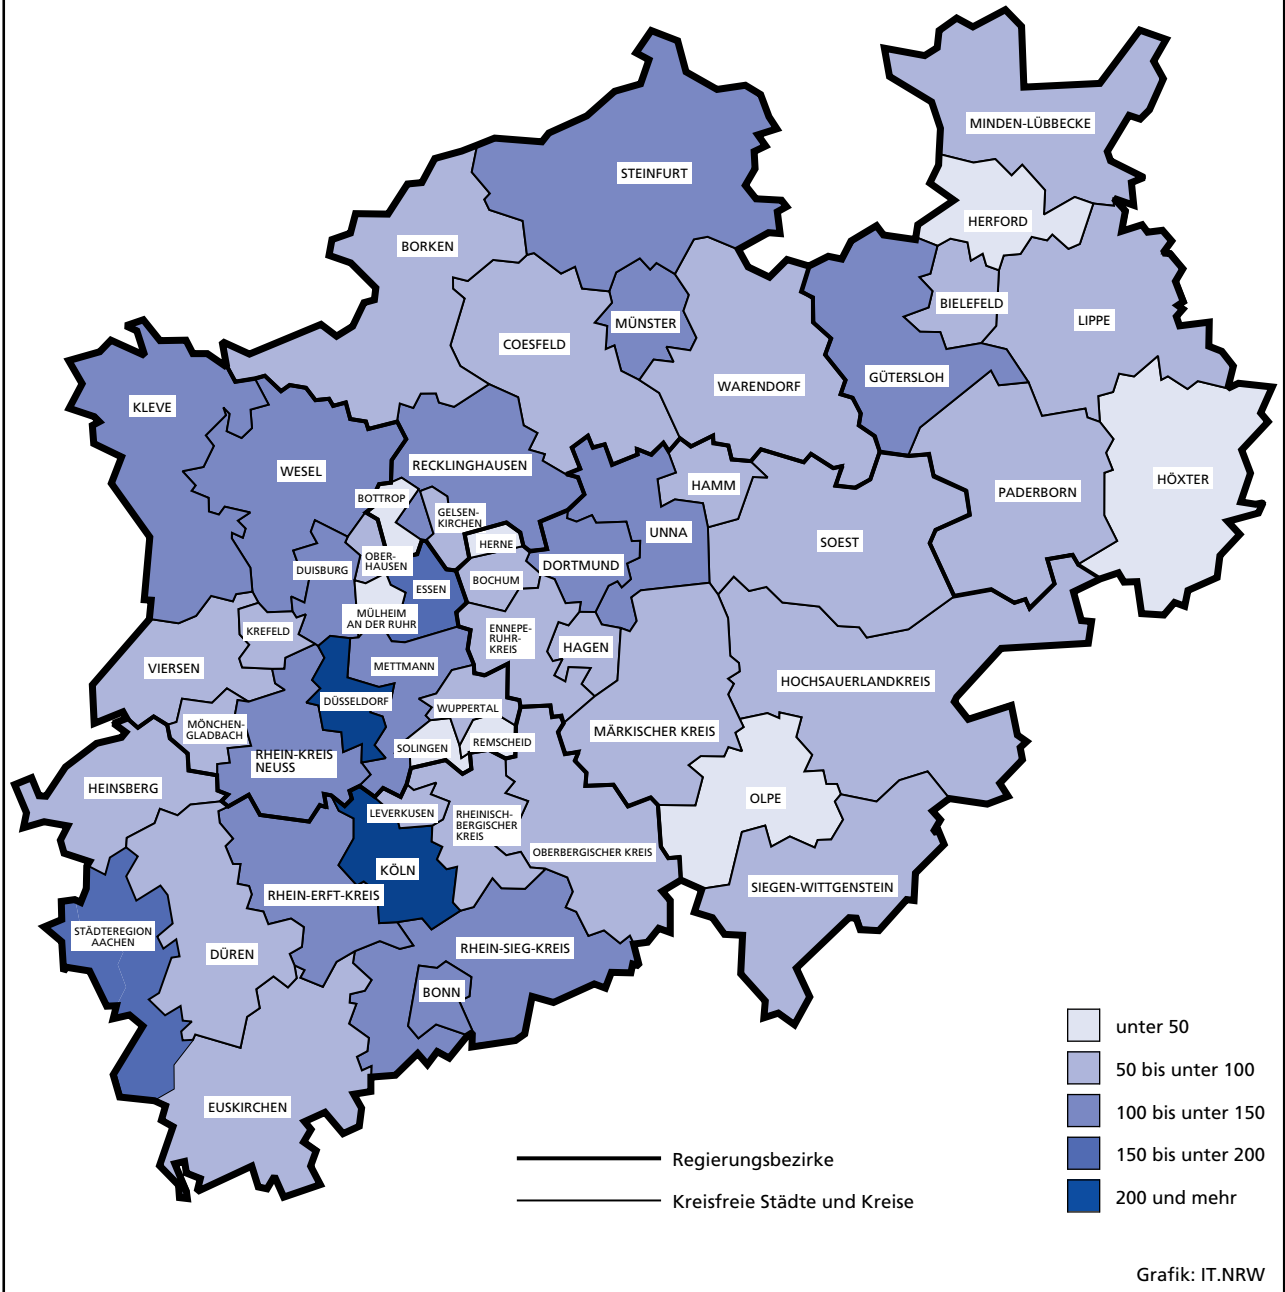 MINDEN-LÜBBECKE
STEINFURT
HERFORD
BORKEN
BIELEFELD
LIPPE
MÜNSTER
COESFELD
GÜTERSLOH
WARENDORF
KLEVE
RECKLINGHAUSEN
WESEL
HÖXTER
HAMM
PADERBORN
BOTTROP
GELSEN-
KIRCHEN
UNNA
SOEST
HERNE
OBER-
HAUSEN
DORTMUND
DUISBURG
BOCHUM
ESSEN
MÜLHEIM
AN DER RUHR
KREFELD
ENNEPE-
RUHR-
KREIS
HAGEN
VIERSEN
METTMANN
HOCHSAUERLANDKREIS
DÜSSELDORF
WUPPERTAL
MÖNCHEN-
GLADBACH
MÄRKISCHER KREIS
SOLINGEN
REMSCHEID
RHEIN-KREIS
NEUSS
HEINSBERG
OLPE
LEVERKUSEN
RHEINISCH-
BERGISCHER
KREIS
OBERBERGISCHER KREIS
KÖLN
SIEGEN-WITTGENSTEIN
RHEIN-ERFT-KREIS
STÄDTEREGION
AACHEN
DÜREN
RHEIN-SIEG-KREIS
BONN
EUSKIRCHEN
unter 50
50 bis unter 100
100 bis unter 150
150 bis unter 200
200 und mehr
Regierungsbezirke
Kreisfreie Städte und Kreise
Grafik: IT.NRW